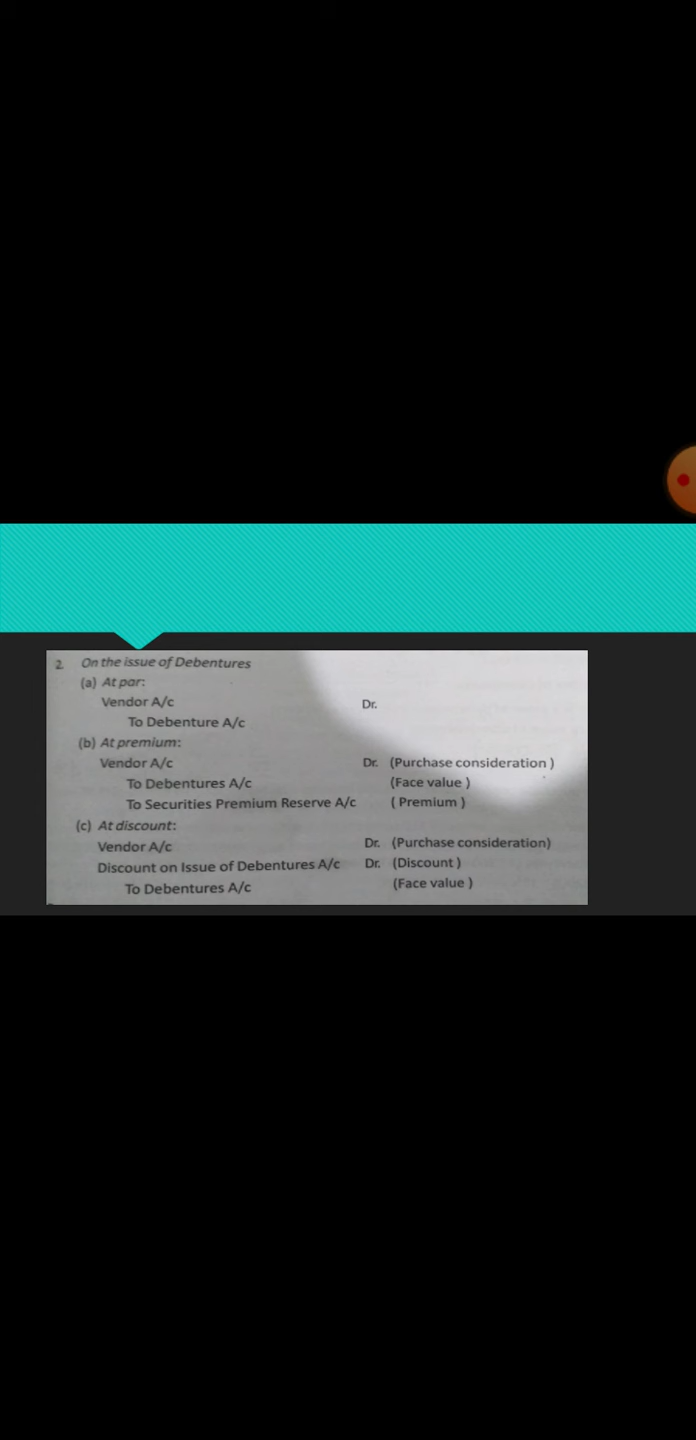 2. On the issue of Debentures
(a) At par:
Vendor A/c Dr.
To Debenture A/c
(b) At premium:
Vendor A/c Dr. (Purchase consideration )
To Debentures A/c (Face value )
To Securities Premium Reserve A/c ( Premium )
(c) At discount:
Vendor A/c Dr. (Purchase consideration)
Discount on Issue of Debentures A/c Dr. (Discount )
To Debentures A/c (Face value )